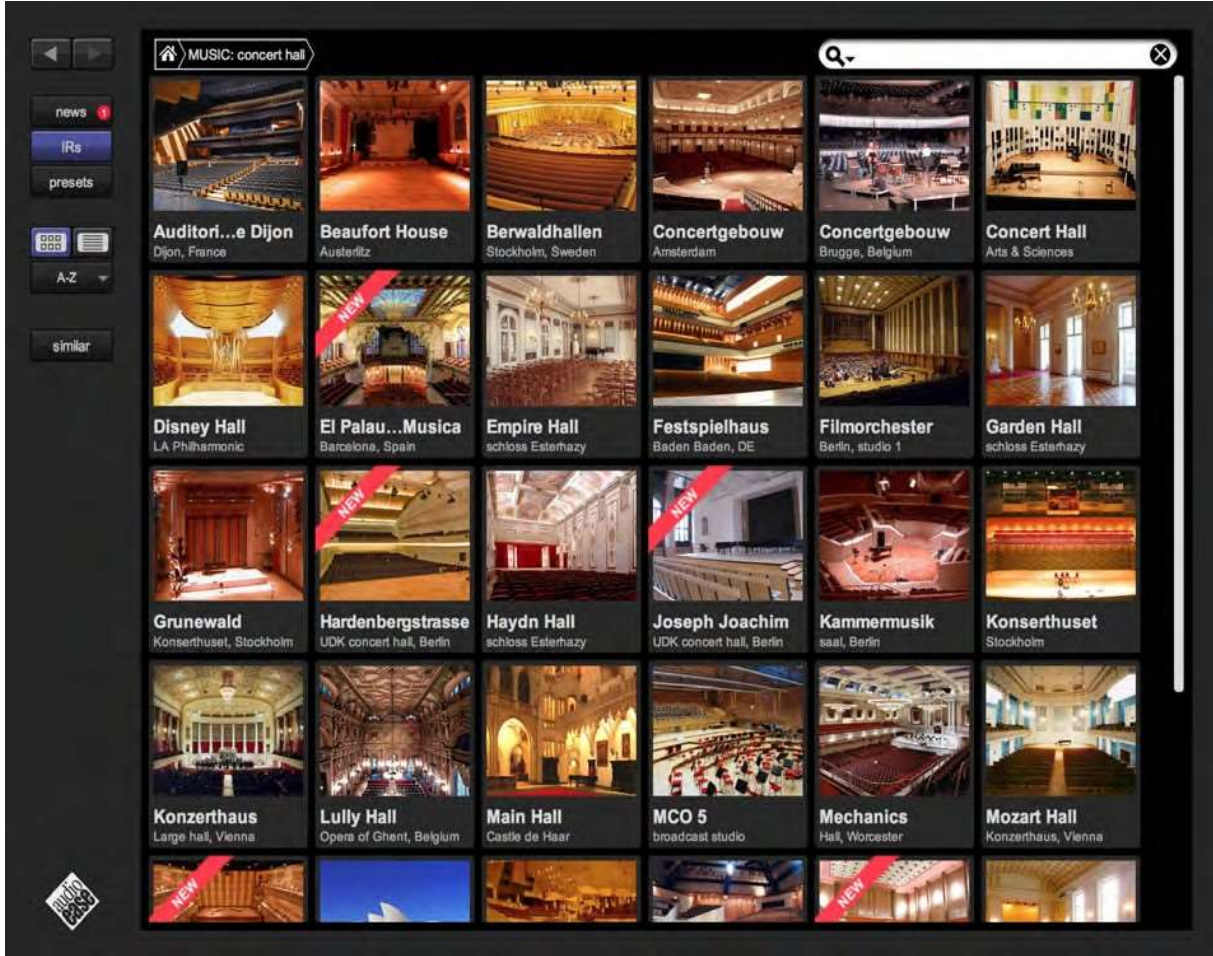 MUSIC: concert hall
news 1
IRs
presets
A-Z
similar
Auditori...e Dijon
Dijon, France
Beaufort House
Austerlitz
Berwaldhallen
Stockholm, Sweden
Concertgebouw
Amsterdam
Concertgebouw
Brugge, Belgium
Concert Hall
Arts & Sciences
Disney Hall
LA Philharmonic
NEW
El Palau...Musica
Barcelona, Spain
Empire Hall
schloss Esterhazy
Festspielhaus
Baden Baden, DE
Filmorchester
Berlin, studio 1
Garden Hall
schloss Esterhazy
Grunewald
Konserthuset, Stockholm
NEW
Hardenbergstrasse
UDK concert hall, Berlin
Haydn Hall
schloss Esterhazy
NEW
Joseph Joachim
UDK concert hall, Berlin
Kammermusik
saal, Berlin
Konserthuset
Stockholm
Konzerthaus
Large hall, Vienna
Lully Hall
Opera of Ghent, Belgium
Main Hall
Castle de Haar
MCO 5
broadcast studio
Mechanics
Hall, Worcester
Mozart Hall
Konzerthaus, Vienna
NEW
NEW
audio
ease